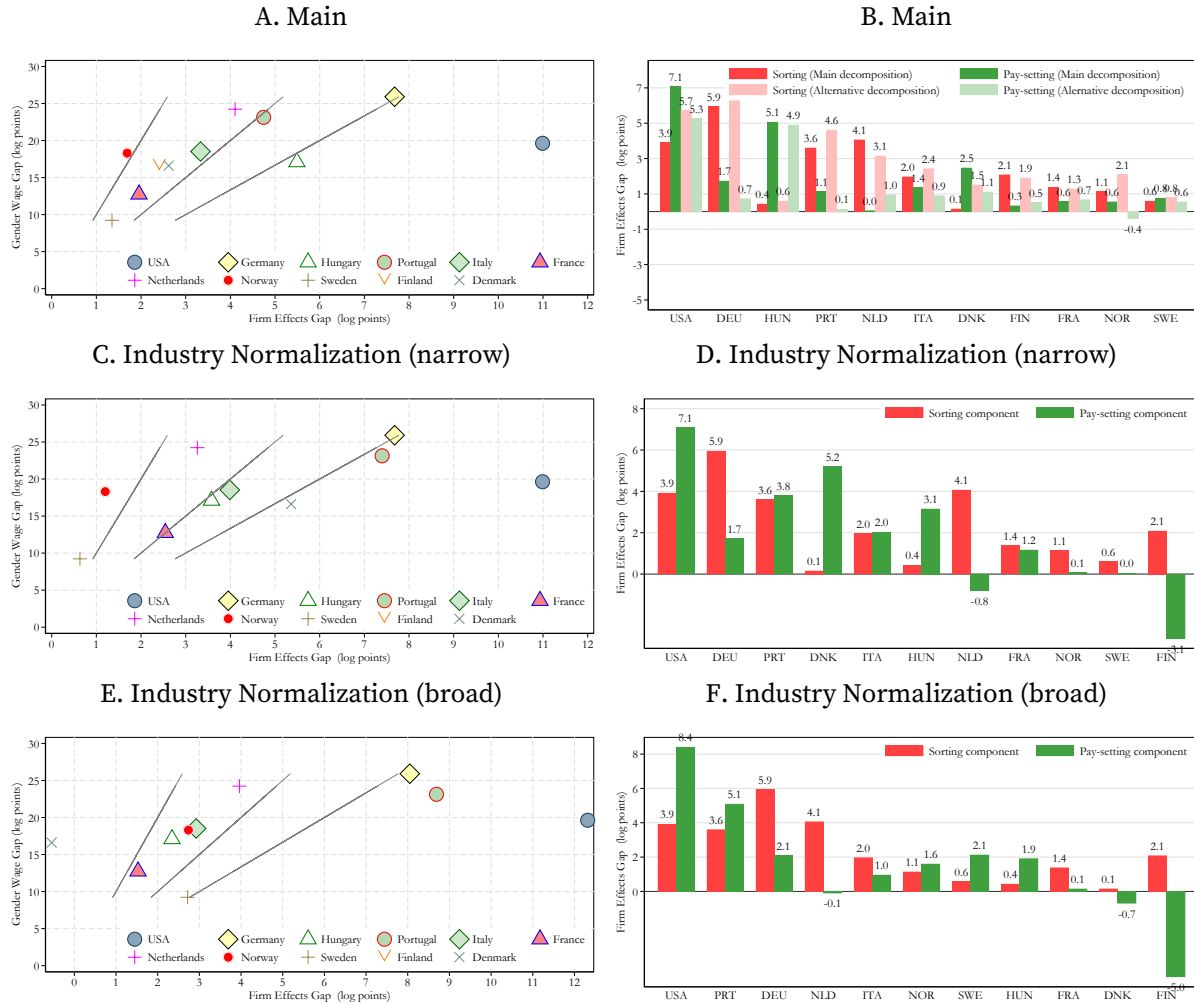 A. Main
B. Main
Gender Wage Gap (log points)
30
25
20
15
10
5
0
USA
Germany
Hungary
Portugal
Italy
France
Netherlands
Norway
Sweden
Finland
Denmark
0 1 2 3 4 5 6 7 8 9 10 11 12
Firm Effects Gap (log points)
Firm Effects Gap (log points)
7
5
3
1
-1
-3
-5
Sorting (Main decomposition)
Pay-setting (Main decomposition)
Sorting (Alternative decomposition)
Pay-setting (Alernative decomposition)
3.9 7.1 5.7 5.3
5.9 1.7 0.7
0.4 5.1 0.6 4.9
3.6 1.1 4.6 0.1
4.1 0.0 3.1 1.0
2.0 1.4 2.4 0.9
0.1 2.5 1.5 1.1
2.1 0.3 1.9 0.5
1.4 0.6 1.3 0.7
1.1 0.6 2.1 -0.4
0.6 0.8 0.8 0.6
USA DEU HUN PRT NLD ITA DNK FIN FRA NOR SWE
C. Industry Normalization (narrow)
D. Industry Normalization (narrow)
Gender Wage Gap (log points)
30
25
20
15
10
5
0
USA
Germany
Hungary
Portugal
Italy
France
Netherlands
Norway
Sweden
Finland
Denmark
0 1 2 3 4 5 6 7 8 9 10 11 12
Firm Effects Gap (log points)
Firm Effects Gap (log points)
8
6
4
2
0
Sorting component
Pay-setting component
3.9 7.1
5.9 1.7
3.6 3.8
0.1 5.2
2.0 2.0
0.4 3.1
4.1 -0.8
1.4 1.2
1.1 0.1
0.6 0.0
2.1 -3.1
USA DEU PRT DNK ITA HUN NLD FRA NOR SWE FIN
E. Industry Normalization (broad)
F. Industry Normalization (broad)
Gender Wage Gap (log points)
30
25
20
15
10
5
0
USA
Germany
Hungary
Portugal
Italy
France
Netherlands
Norway
Sweden
Finland
Denmark
0 1 2 3 4 5 6 7 8 9 10 11 12
Firm Effects Gap (log points)
Firm Effects Gap (log points)
8
6
4
2
0
Sorting component
Pay-setting component
3.9 8.4
3.6 5.1
5.9 2.1
4.1 -0.1
2.0 1.0
1.1 1.6
0.6 2.1
0.4 1.9
1.4 0.1
0.1 -0.7
2.1
USA PRT DEU NLD ITA NOR SWE HUN FRA DNK FIN